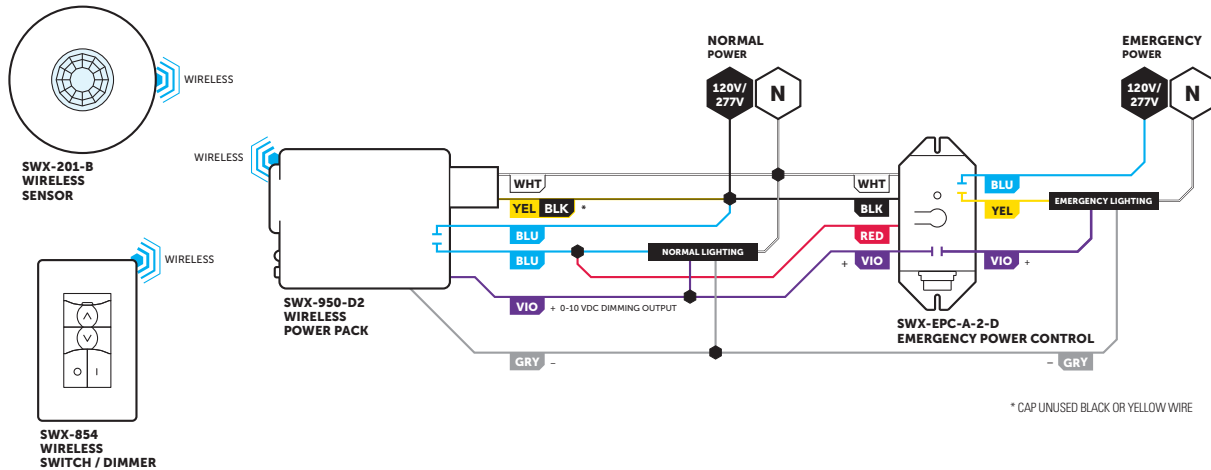 WIRELESS
SWX-201-B
WIRELESS
SENSOR
WIRELESS
SWX-854
WIRELESS
SWITCH / DIMMER
WIRELESS
SWX-950-D2
WIRELESS
POWER PACK
WHT
YEL BLK *
BLU
BLU
VIO + 0-10 VDC DIMMING OUTPUT
GRY –
NORMAL
POWER
120V/
277V
N
NORMAL LIGHTING
WHT
BLK
RED
+ VIO
SWX-EPC-A-2-D
EMERGENCY POWER CONTROL
BLU
YEL
VIO +
– GRY
EMERGENCY
POWER
120V/
277V
N
EMERGENCY LIGHTING
* CAP UNUSED BLACK OR YELLOW WIRE